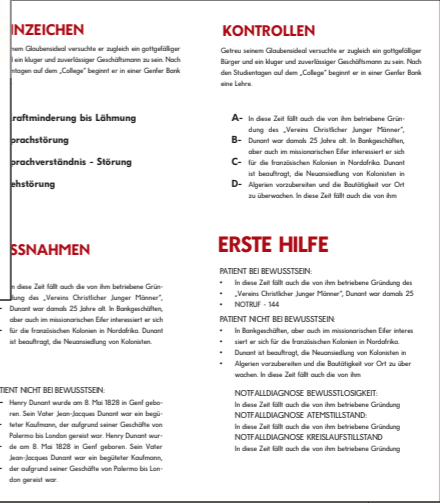 INZEICHEN
nem Glaubensideal versuchte er zugleich ein gottgefälliger
l ein kluger und zuverlässiger Geschäftsmann zu sein. Nach
ntagen auf dem „College" beginnt er in einer Genfer Bank
raftminderung bis Lähmung
prachstörung
prachverständnis - Störung
ehstörung
SSNAHMEN
n diese Zeit fällt auch die von ihm betriebene Grün-
dung des „Vereins Christlicher Junger Männer",
Dunant war damals 25 Jahre alt. In Bankgeschäften,
aber auch im missionarischen Eifer interessiert er sich
für die französischen Kolonien in Nordafrika. Dunant
ist beauftragt, die Neuansiedlung von Kolonisten.
TIENT NICHT BEI BEWUSSTSEIN:
- Henry Dunant wurde am 8. Mai 1828 in Genf gebo-
ren. Sein Vater Jean-Jacques Dunant war ein begü-
- teter Kaufmann, der aufgrund seiner Geschäfte von
Palermo bis London gereist war. Henry Dunant wur-
- de am 8. Mai 1828 in Genf geboren. Sein Vater
Jean-Jacques Dunant war ein begüteter Kaufmann,
- der aufgrund seiner Geschäfte von Palermo bis Lon-
don gereist war.
KONTROLLEN
Getreu seinem Glaubensideal versuchte er zugleich ein gottgefälliger
Bürger und ein kluger und zuverlässiger Geschäftsmann zu sein. Nach
den Studientagen auf dem „College" beginnt er in einer Genfer Bank
eine Lehre.
A- In diese Zeit fällt auch die von ihm betriebene Grün-
dung des „Vereins Christlicher Junger Männer",
B- Dunant war damals 25 Jahre alt. In Bankgeschäften,
aber auch im missionarischen Eifer interessiert er sich
C- für die französischen Kolonien in Nordafrika. Dunant
ist beauftragt, die Neuansiedlung von Kolonisten in
D- Algerien vorzubereiten und die Bautätigkeit vor Ort
zu überwachen. In diese Zeit fällt auch die von ihm
ERSTE HILFE
PATIENT BEI BEWUSSTSEIN:
• In diese Zeit fällt auch die von ihm betriebene Gründung des
• „Vereins Christlicher Junger Männer", Dunant war damals 25
• NOTRUF - 144
PATIENT NICHT BEI BEWUSSTSEIN:
• In Bankgeschäften, aber auch im missionarischen Eifer interes
• siert er sich für die französischen Kolonien in Nordafrika.
• Dunant ist beauftragt, die Neuansiedlung von Kolonisten in
• Algerien vorzubereiten und die Bautätigkeit vor Ort zu über
wachen. In diese Zeit fällt auch die von ihm
NOTFALLDIAGNOSE BEWUSSTLOSIGKEIT:
In diese Zeit fällt auch die von ihm betriebene Gründung
NOTFALLDIAGNOSE ATEMSTILLSTAND:
In diese Zeit fällt auch die von ihm betriebene Gründung
NOTFALLDIAGNOSE KREISLAUFSTILLSTAND
In diese Zeit fällt auch die von ihm betriebene Gründung